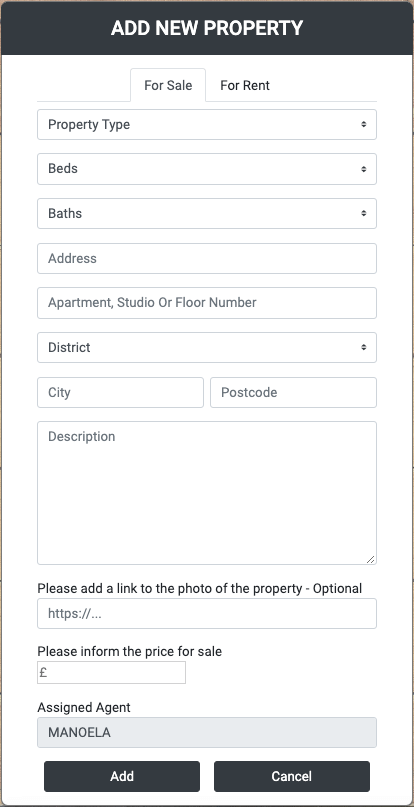 ADD NEW PROPERTY
For Sale For Rent
Property Type
Beds
Baths
Address
Apartment, Studio Or Floor Number
District
City Postcode
Description
Please add a link to the photo of the property - Optional
https://...
Please inform the price for sale
£
Assigned Agent
MANOELA
Add Cancel